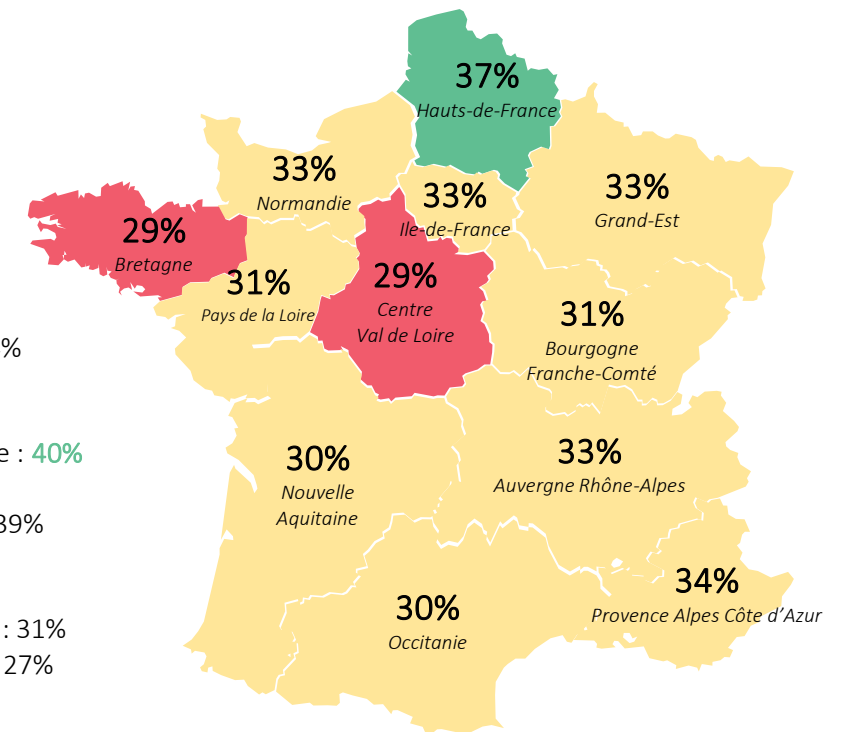 37%
Hauts-de-France
33%
Normandie
33%
Ile-de-France
33%
Grand-Est
29%
Bretagne
31%
Pays de la Loire
29%
Centre
Val de Loire
31%
Bourgogne
Franche-Comté
%
e : 40%
30%
Nouvelle
Aquitaine
33%
Auvergne Rhône-Alpes
39%
34%
Provence Alpes Côte d’Azur
30%
Occitanie
: 31%
27%